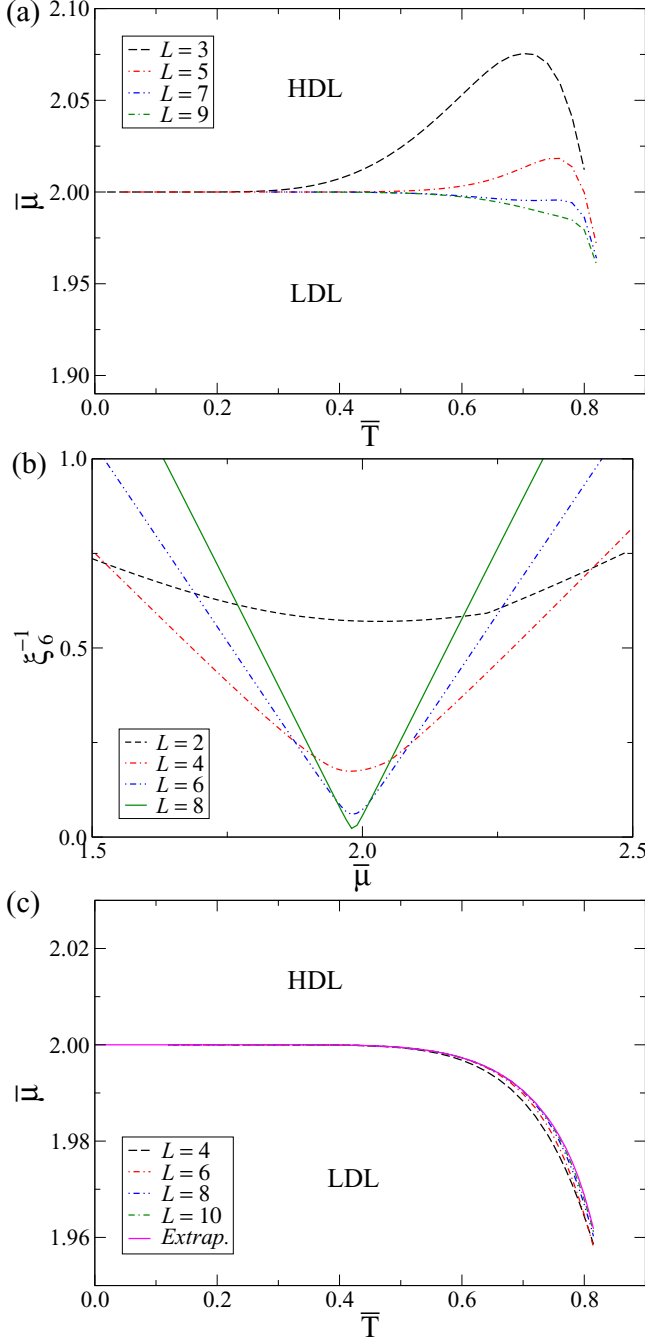 (a)
2.10
2.05
2.00
1.95
1.90
μ̅
L = 3
L = 5
L = 7
L = 9
HDL
LDL
0.0 0.2 0.4 0.6 0.8
T̅
(b)
1.0
0.5
0.0
ξ₆⁻¹
L = 2
L = 4
L = 6
L = 8
1.5 2.0 2.5
μ̅
(c)
2.02
2.00
1.98
1.96
μ̅
HDL
LDL
L = 4
L = 6
L = 8
L = 10
Extrap.
0.0 0.2 0.4 0.6 0.8
T̅